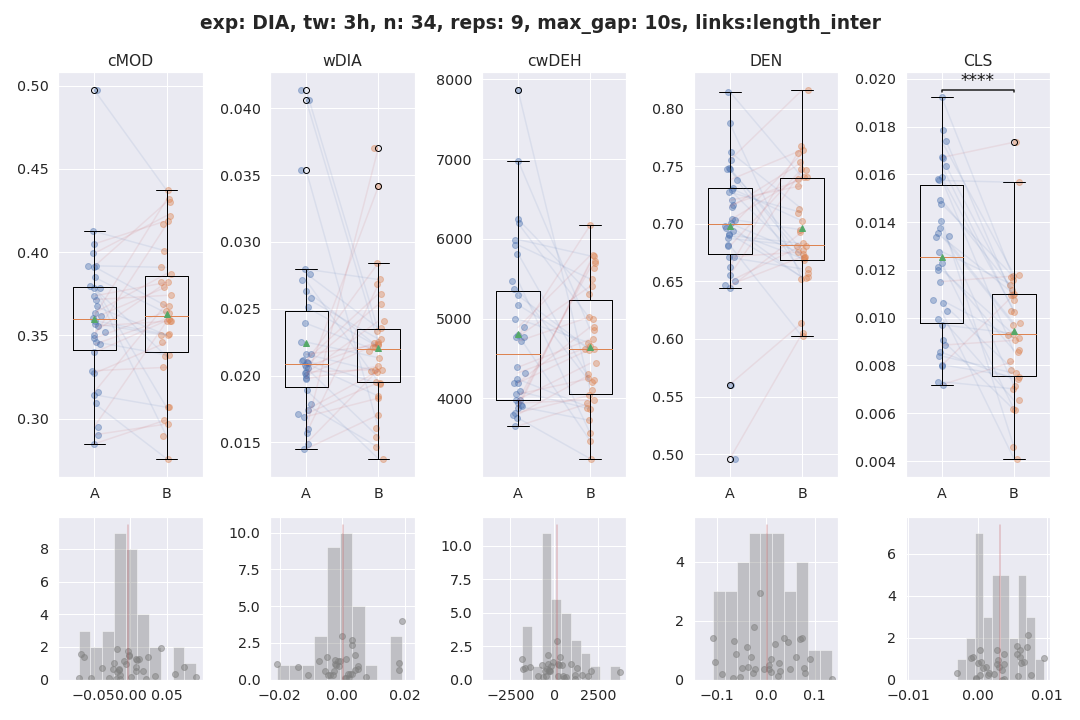 exp: DIA, tw: 3h, n: 34, reps: 9, max_gap: 10s, links:length_inter
cMOD wDIA cwDEH DEN CLS
****
0.50 0.45 0.40 0.35 0.30
0.040 0.035 0.030 0.025 0.020 0.015
8000 7000 6000 5000 4000
0.80 0.75 0.70 0.65 0.60 0.55 0.50
0.020 0.018 0.016 0.014 0.012 0.010 0.008 0.006 0.004
A B A B A B A B A B
8 6 4 2 0
10.0 7.5 5.0 2.5 0.0
10.0 7.5 5.0 2.5 0.0
4 3 2 1 0
6 4 2 0
−0.05 0.00 0.05
−0.02 0.00 0.02
−2500 0 2500
−0.1 0.0 0.1
−0.01 0.00 0.01